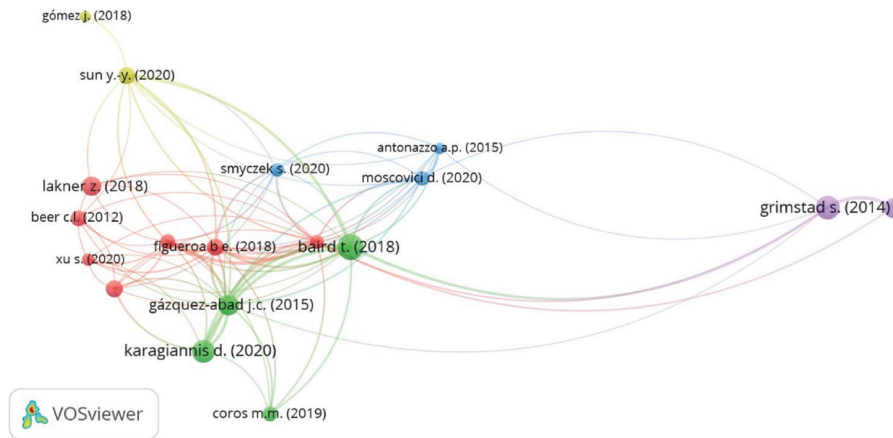 gómez j. (2018)
sun y.-y. (2020)
antonazzo a.p. (2015)
smyczek s. (2020)
moscovici d. (2020)
lakner z. (2018)
grimstad s. (2014)
beer c.l. (2012)
figueroa b e. (2018)
baird t. (2018)
xu s. (2020)
gázquez-abad j.c. (2015)
karagiannis d. (2020)
coros m.m. (2019)
VOSviewer